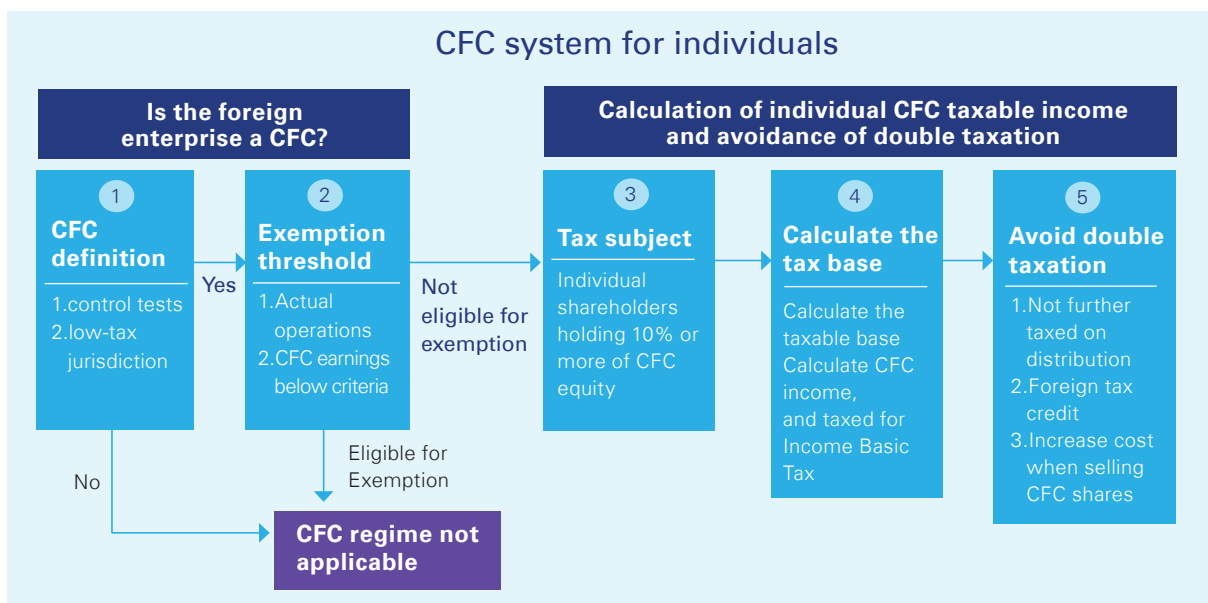 CFC system for individuals
Is the foreign
enterprise a CFC?
Calculation of individual CFC taxable income
and avoidance of double taxation
1
CFC
definition
1.control tests
2.low-tax
jurisdiction
Yes
2
Exemption
threshold
1.Actual
operations
2.CFC earnings
below criteria
Not
eligible for
exemption
3
Tax subject
Individual
shareholders
holding 10% or
more of CFC
equity
4
Calculate the
tax base
Calculate the
taxable base
Calculate CFC
income,
and taxed for
Income Basic
Tax
5
Avoid double
taxation
1.Not further
taxed on
distribution
2.Foreign tax
credit
3.Increase cost
when selling
CFC shares
No
Eligible for
Exemption
CFC regime not
applicable